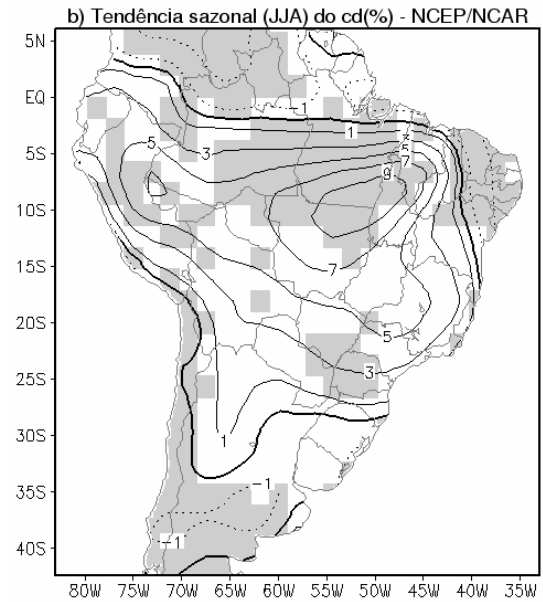 b) Tendência sazonal (JJA) do cd(%) - NCEP/NCAR
5N
EQ
5S
10S
15S
20S
25S
30S
35S
40S
-1
1
3
5
7
9
5
3
7
5
3
1
-1
-1
80W 75W 70W 65W 60W 55W 50W 45W 40W 35W